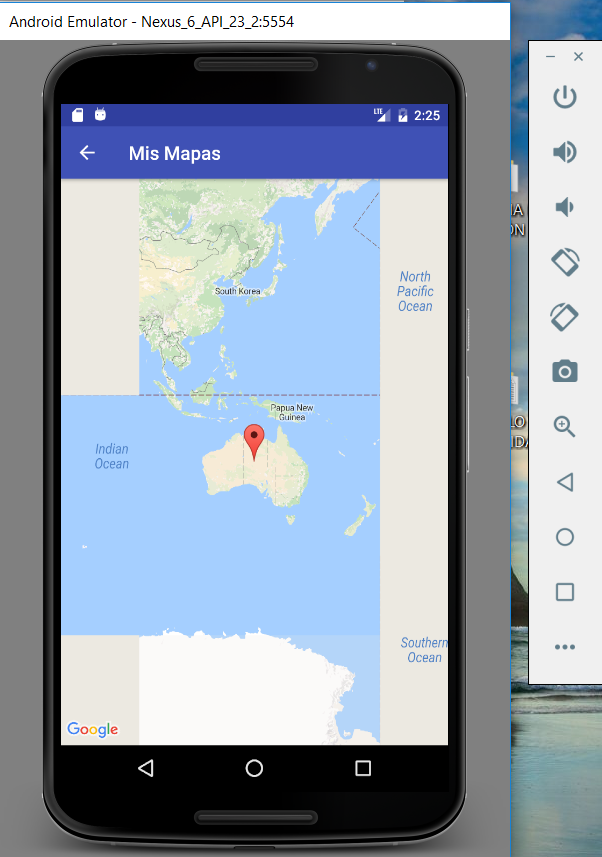 Android Emulator - Nexus_6_API_23_2:5554
LTE
2:25
Mis Mapas
North
Pacific
Ocean
South Korea
Papua New
Guinea
Indian
Ocean
Southern
Ocean
Google